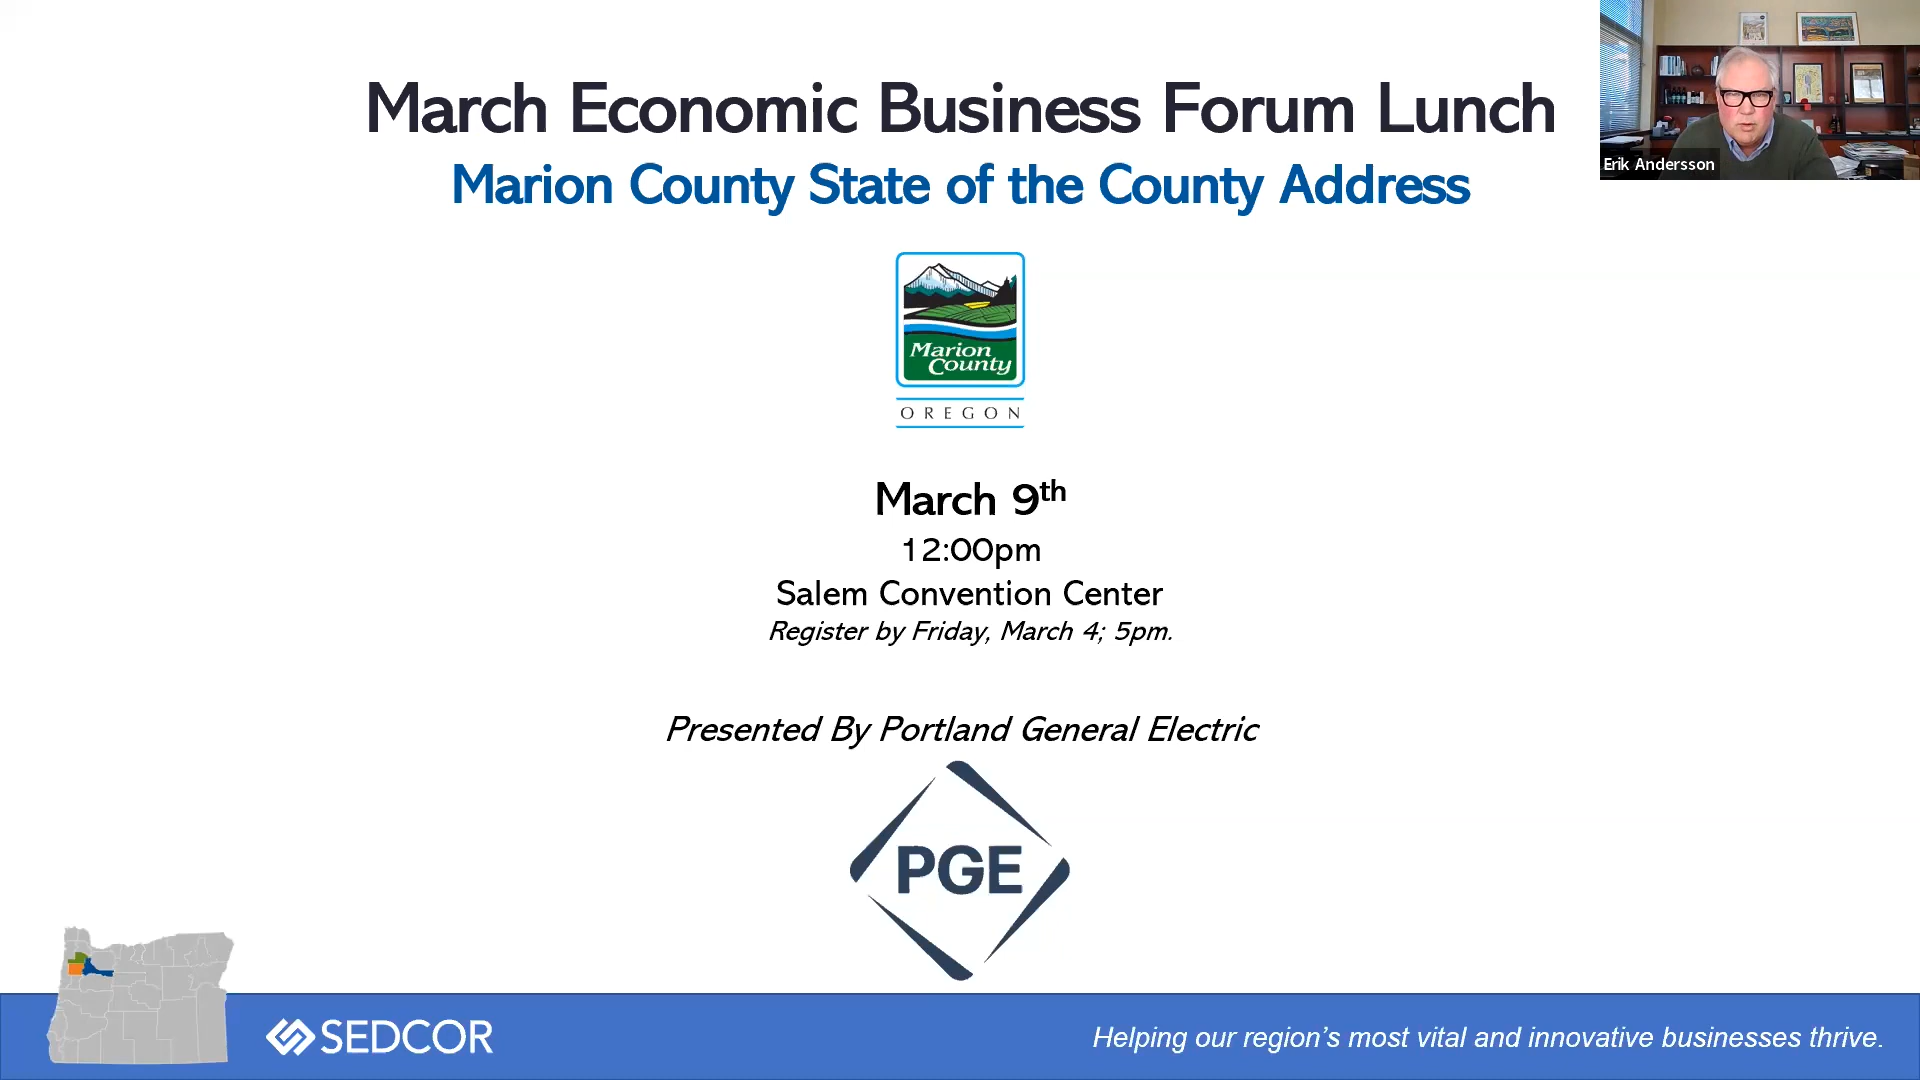 March Economic Business Forum Lunch
Marion County State of the County Address
Erik Andersson
Marion
County
OREGON
March 9th
12:00pm
Salem Convention Center
Register by Friday, March 4; 5pm.
Presented By Portland General Electric
PGE
SEDCOR
Helping our region’s most vital and innovative businesses thrive.